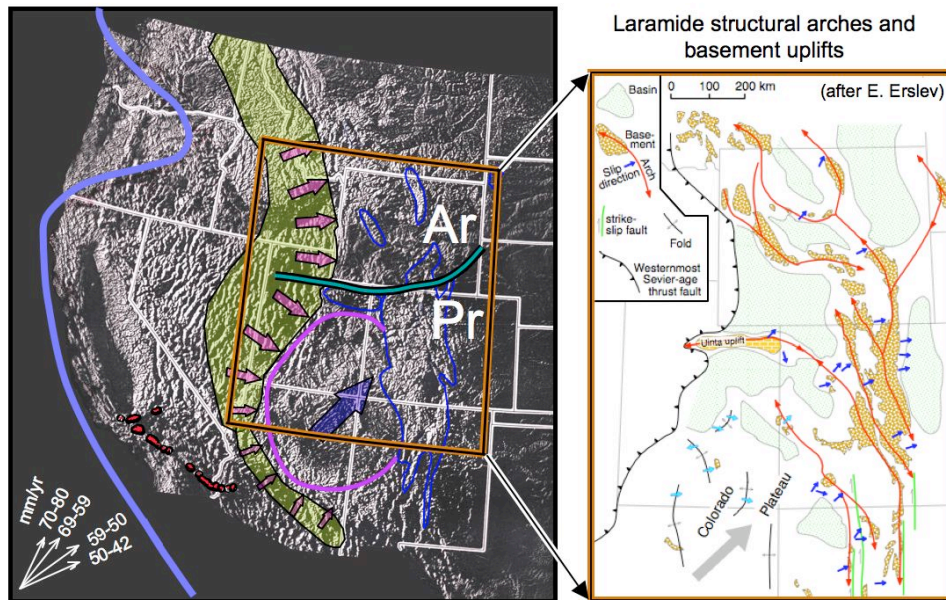 Laramide structural arches and
basement uplifts
Ar
Pr
mm/yr
70-80
69-59
59-50
50-42
Basin
0 100 200 km
(after E. Erslev)
Base-
ment
Arch
Slip
direction
strike-
slip fault
Fold
Westernmost
Sevier-age
thrust fault
Uinta uplift
Colorado
Plateau